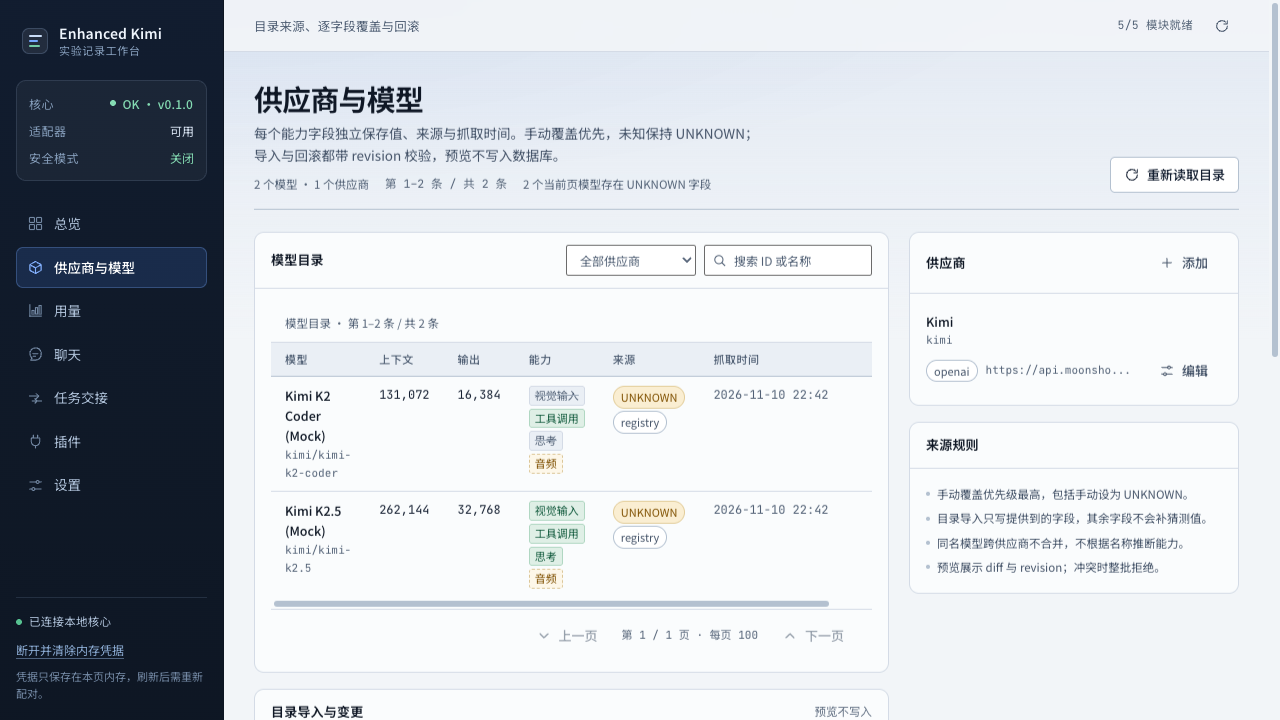 Enhanced Kimi
实验记录工作台
核心 OK · v0.1.0
适配器 可用
安全模式 关闭
总览
供应商与模型
用量
聊天
任务交接
插件
设置
已连接本地核心
断开并清除内存凭据
凭据只保存在本页内存，刷新后需重新
配对。
目录来源、逐字段覆盖与回滚 5/5 模块就绪
供应商与模型
每个能力字段独立保存值、来源与抓取时间。手动覆盖优先，未知保持 UNKNOWN；
导入与回滚都带 revision 校验，预览不写入数据库。
2 个模型 · 1 个供应商 第 1–2 条 / 共 2 条 2 个当前页模型存在 UNKNOWN 字段
重新读取目录
模型目录 全部供应商 搜索 ID 或名称
模型目录 · 第 1–2 条 / 共 2 条
模型 上下文 输出 能力 来源 抓取时间
Kimi K2 131,072 16,384 视觉输入 UNKNOWN 2026-11-10 22:42
Coder 工具调用 registry
(Mock) 思考
kimi/kimi- 音频
k2-coder
Kimi K2.5 262,144 32,768 视觉输入 UNKNOWN 2026-11-10 22:42
(Mock) 工具调用 registry
kimi/kimi- 思考
k2.5 音频
上一页 第 1 / 1 页 · 每页 100 下一页
目录导入与变更 预览不写入
供应商 添加
Kimi
kimi
openai https://api.moonsho... 编辑
来源规则
手动覆盖优先级最高，包括手动设为 UNKNOWN。
目录导入只写提供到的字段，其余字段不会补猜测值。
同名模型跨供应商不合并，不根据名称推断能力。
预览展示 diff 与 revision；冲突时整批拒绝。